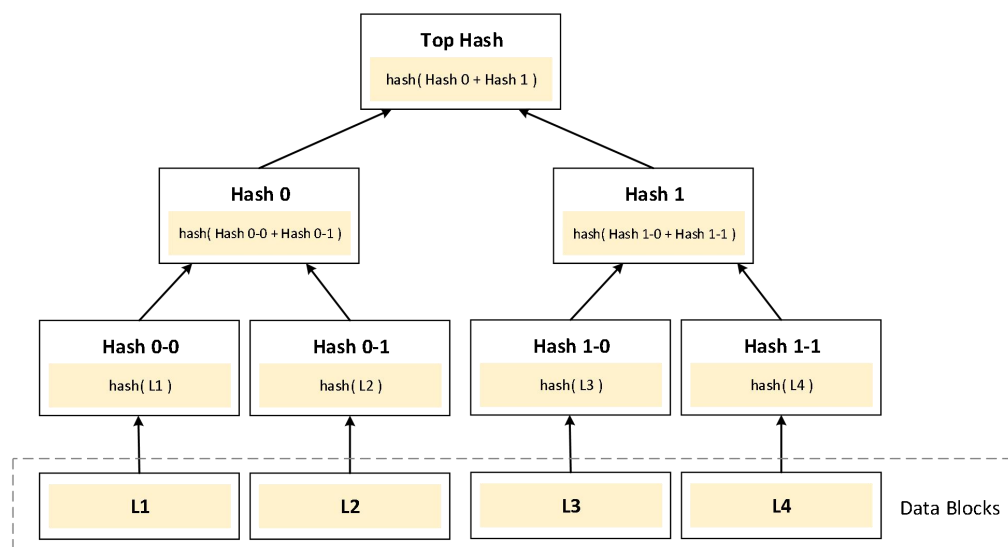 Top Hash
hash( Hash 0 + Hash 1 )
Hash 0
hash( Hash 0-0 + Hash 0-1 )
Hash 1
hash( Hash 1-0 + Hash 1-1 )
Hash 0-0
hash( L1 )
Hash 0-1
hash( L2 )
Hash 1-0
hash( L3 )
Hash 1-1
hash( L4 )
L1
L2
L3
L4
Data Blocks